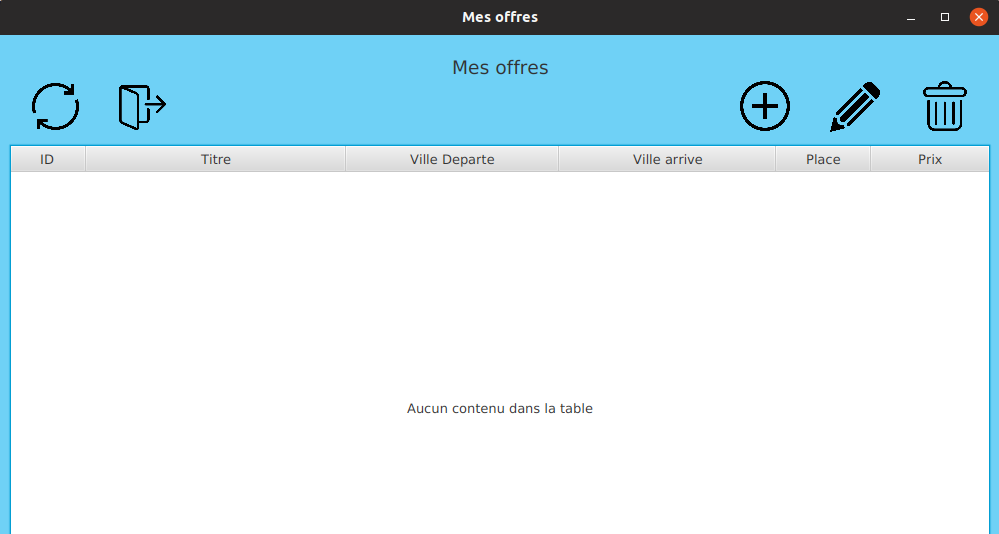 Mes offres
Mes offres
ID Titre Ville Departe Ville arrive Place Prix
Aucun contenu dans la table